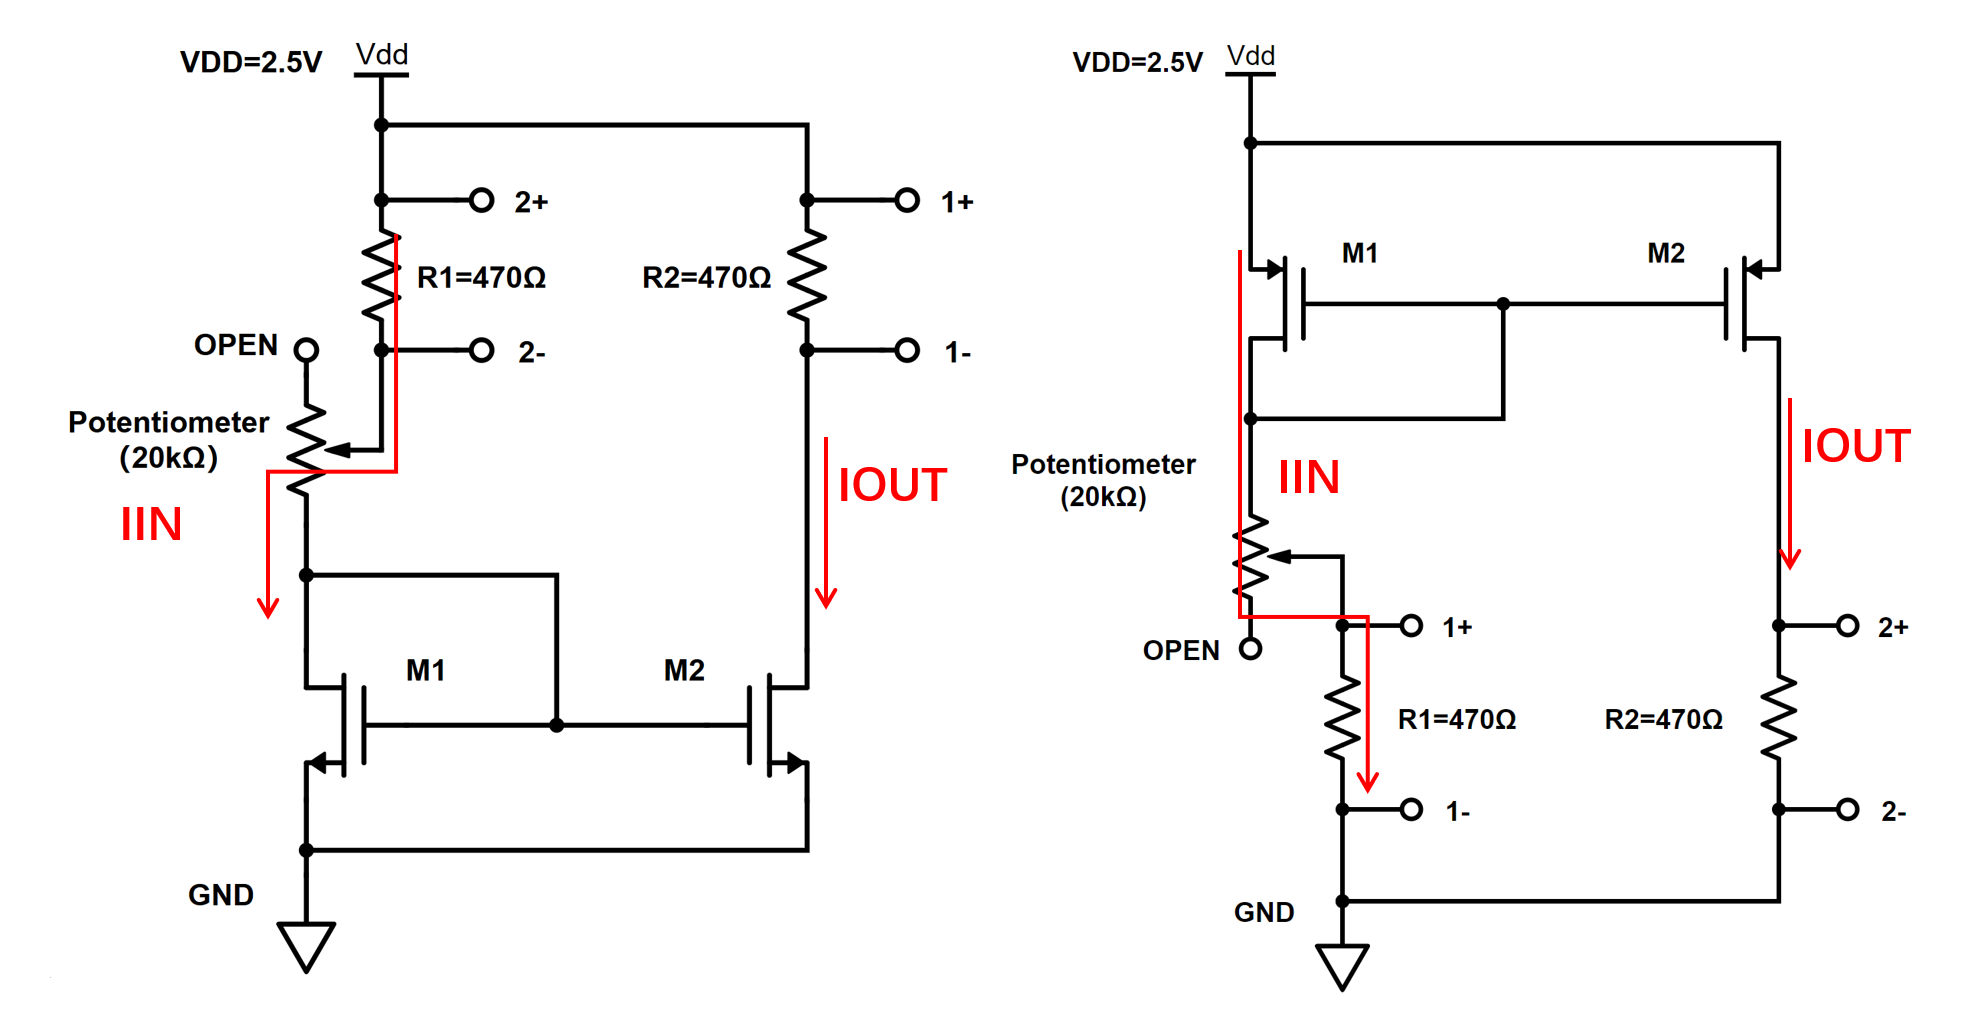 VDD=2.5V
Vdd
2+
1+
R1=470Ω
R2=470Ω
OPEN
2-
1-
Potentiometer
(20kΩ)
IIN
IOUT
M1
M2
GND
VDD=2.5V
Vdd
M1
M2
IOUT
Potentiometer
(20kΩ)
IIN
1+
2+
OPEN
R1=470Ω
R2=470Ω
1-
2-
GND